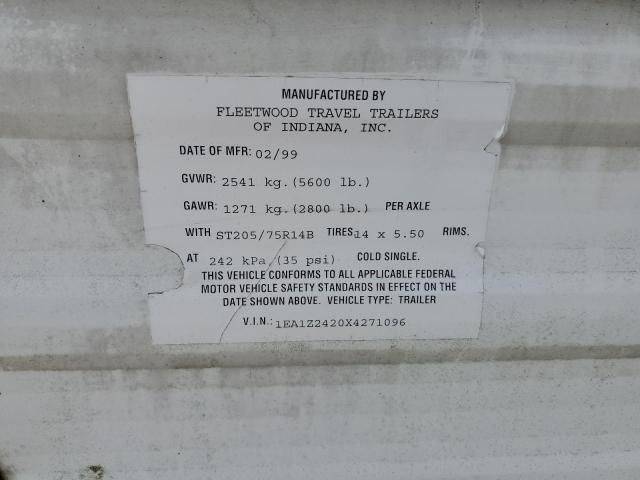 MANUFACTURED BY
FLEETWOOD TRAVEL TRAILERS
OF INDIANA, INC.
DATE OF MFR: 02/99
GVWR: 2541 kg.(5600 lb.)
GAWR: 1271 kg.(2800 lb.) PER AXLE
WITH ST205/75R14B TIRES 14 x 5.50 RIMS.
AT 242 kPa.(35 psi) COLD SINGLE.
THIS VEHICLE CONFORMS TO ALL APPLICABLE FEDERAL
MOTOR VEHICLE SAFETY STANDARDS IN EFFECT ON THE
DATE SHOWN ABOVE. VEHICLE TYPE: TRAILER
V.I.N.: 1EA1Z2420X4271096